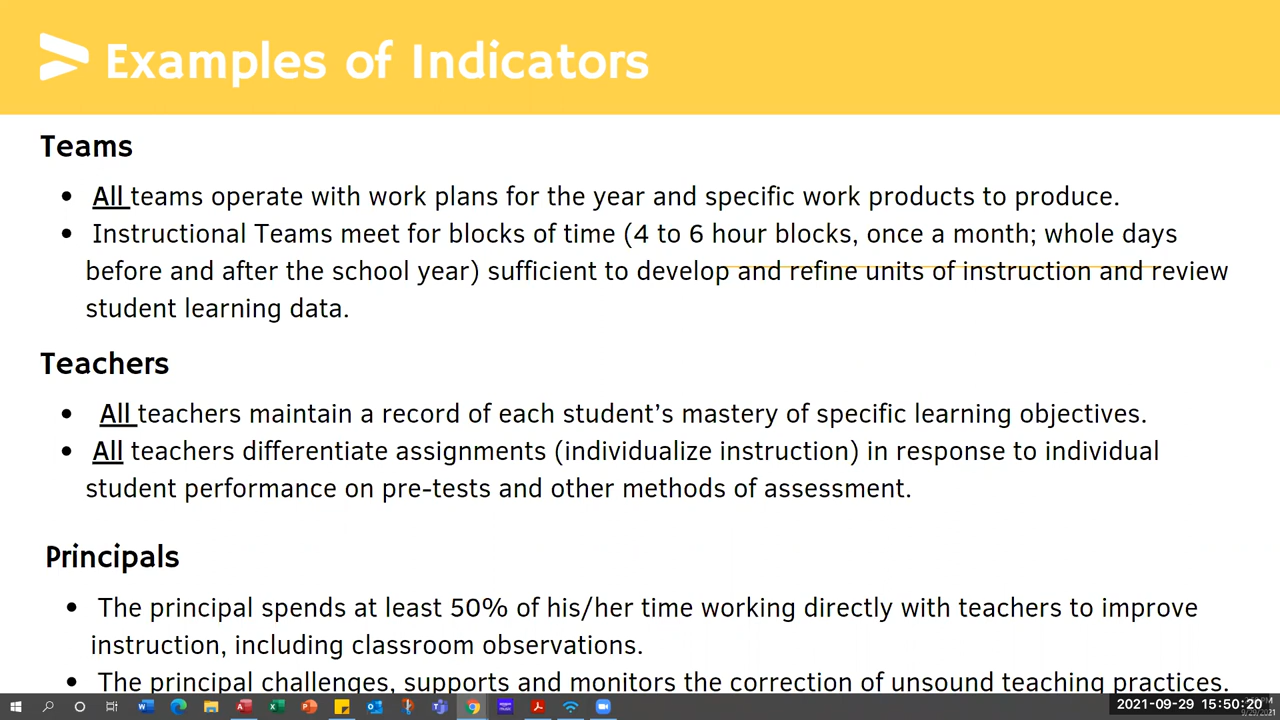 Examples of Indicators
Teams
• All teams operate with work plans for the year and specific work products to produce.
• Instructional Teams meet for blocks of time (4 to 6 hour blocks, once a month; whole days
before and after the school year) sufficient to develop and refine units of instruction and review
student learning data.
Teachers
• All teachers maintain a record of each student’s mastery of specific learning objectives.
• All teachers differentiate assignments (individualize instruction) in response to individual
student performance on pre-tests and other methods of assessment.
Principals
• The principal spends at least 50% of his/her time working directly with teachers to improve
instruction, including classroom observations.
• The principal challenges, supports and monitors the correction of unsound teaching practices.
2021-09-29 15:50:20